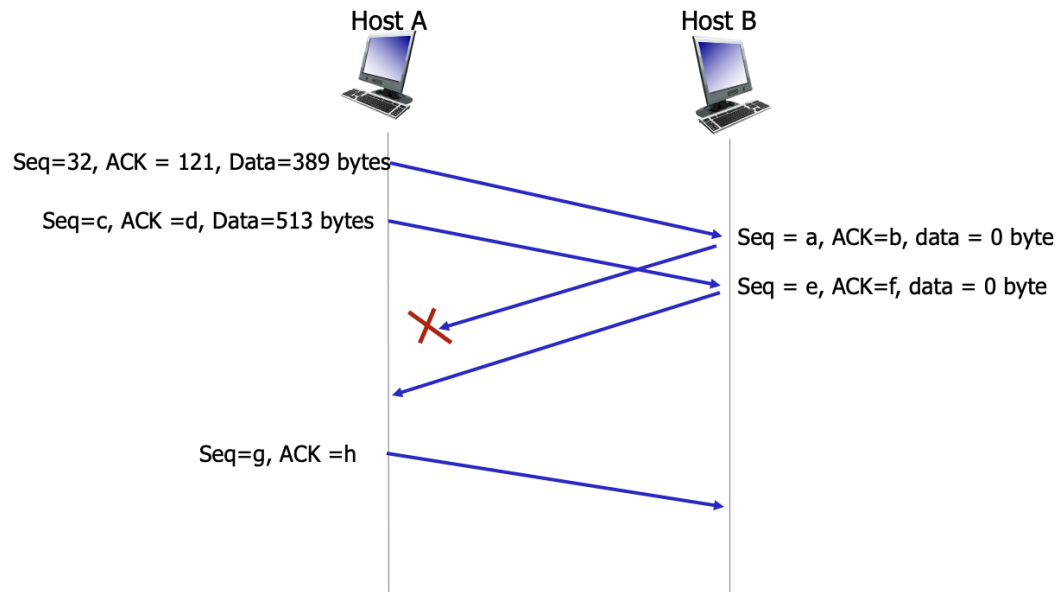 Host A
Host B
Seq=32, ACK = 121, Data=389 bytes
Seq=c, ACK =d, Data=513 bytes
Seq = a, ACK=b, data = 0 byte
Seq = e, ACK=f, data = 0 byte
Seq=g, ACK =h